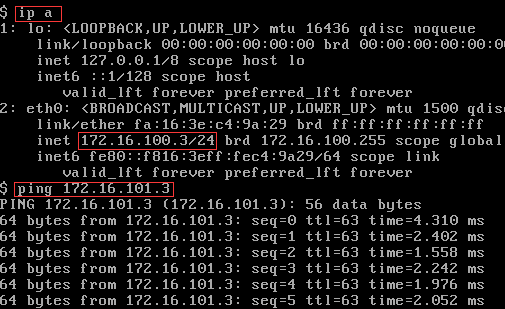 $ ip a
1: lo: <LOOPBACK,UP,LOWER_UP> mtu 16436 qdisc noqueue
link/loopback 00:00:00:00:00:00 brd 00:00:00:00:00:00
inet 127.0.0.1/8 scope host lo
inet6 ::1/128 scope host
valid_lft forever preferred_lft forever
2: eth0: <BROADCAST,MULTICAST,UP,LOWER_UP> mtu 1500 qdisc
link/ether fa:16:3e:c4:9a:29 brd ff:ff:ff:ff:ff:ff
inet 172.16.100.3/24 brd 172.16.100.255 scope global
inet6 fe80::f816:3eff:fec4:9a29/64 scope link
valid_lft forever preferred_lft forever
$ ping 172.16.101.3
PING 172.16.101.3 (172.16.101.3): 56 data bytes
64 bytes from 172.16.101.3: seq=0 ttl=63 time=4.310 ms
64 bytes from 172.16.101.3: seq=1 ttl=63 time=2.402 ms
64 bytes from 172.16.101.3: seq=2 ttl=63 time=1.558 ms
64 bytes from 172.16.101.3: seq=3 ttl=63 time=2.242 ms
64 bytes from 172.16.101.3: seq=4 ttl=63 time=1.976 ms
64 bytes from 172.16.101.3: seq=5 ttl=63 time=2.052 ms